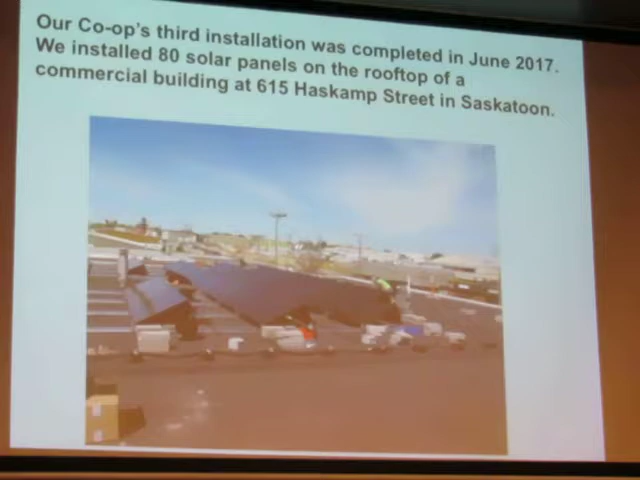 Our Co-op's third installation was completed in June 2017.
We installed 80 solar panels on the rooftop of a
commercial building at 615 Haskamp Street in Saskatoon.